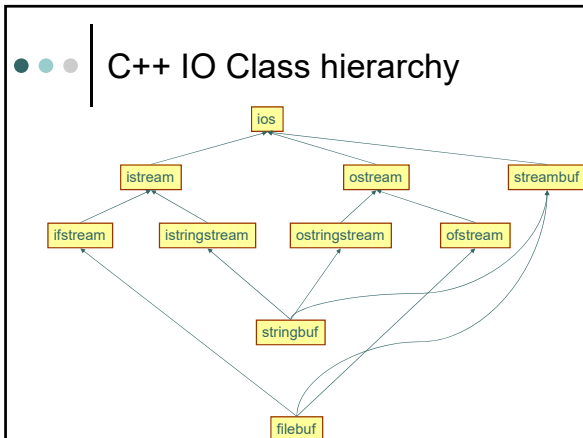 C++ IO Class hierarchy
ios
istream ostream streambuf
ifstream istringstream ostringstream ofstream
stringbuf
filebuf